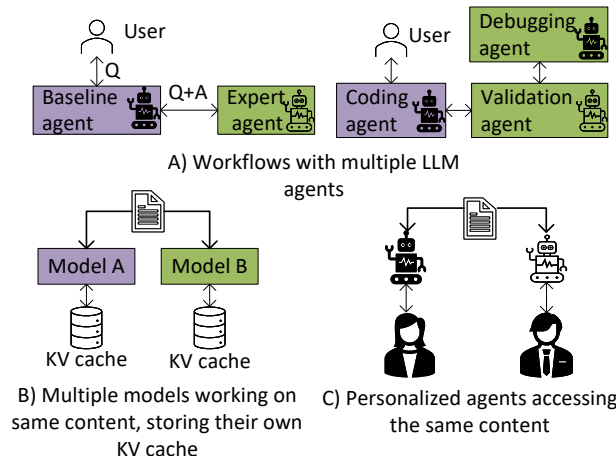 User
Q
Baseline
agent
Q+A
Expert
agent
User
Coding
agent
Debugging
agent
Validation
agent
A) Workflows with multiple LLM
agents
Model A
Model B
KV cache
KV cache
B) Multiple models working on
same content, storing their own
KV cache
C) Personalized agents accessing
the same content